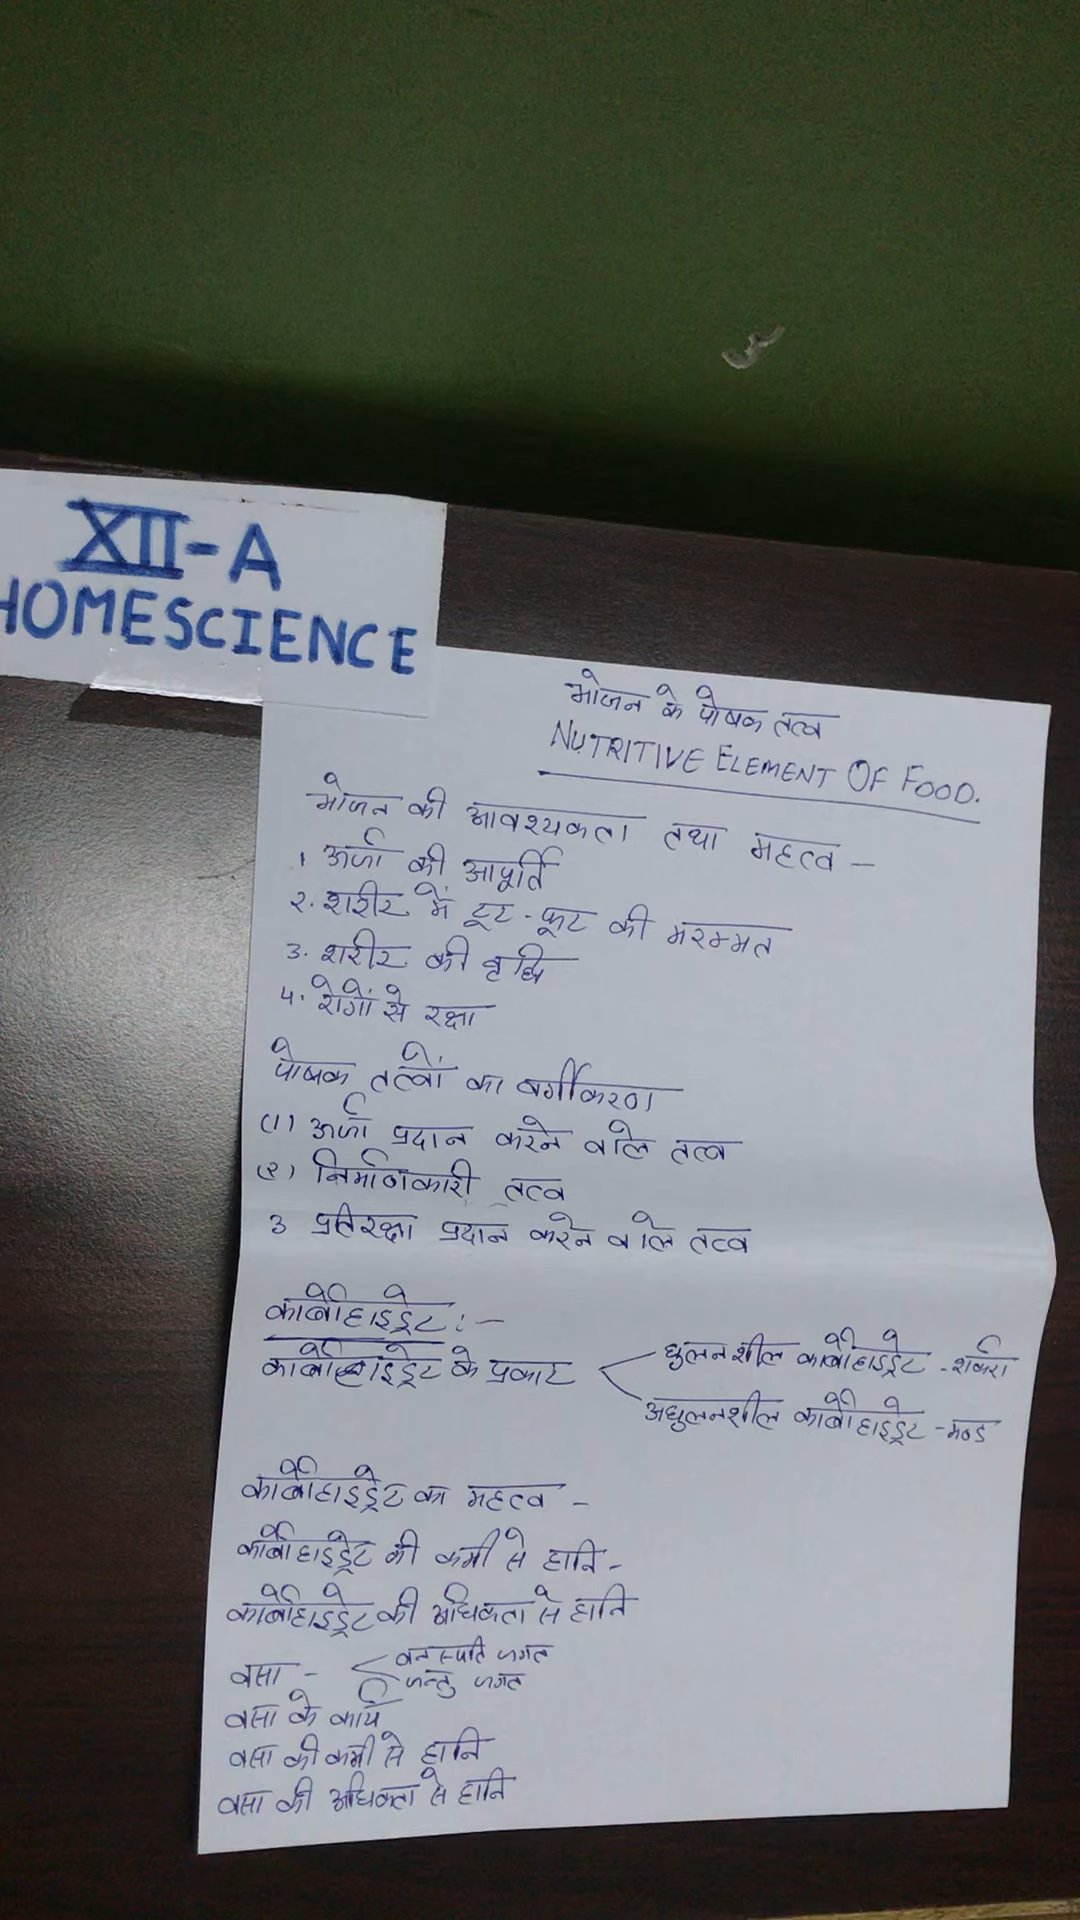 XII-A
HOMESCIENCE
भोजन के पोषक तत्व
NUTRITIVE ELEMENT OF FOOD.
भोजन की आवश्यकता तथा महत्व -
1 ऊर्जा की आपूर्ति
२. शरीर में टूट-फूट की मरम्मत
3. शरीर की वृद्धि
4. रोगों से रक्षा
पोषक तत्वों का वर्गीकरण
(1) ऊर्जा प्रदान करने वाले तत्व
(२) निर्माणकारी तत्व
3 प्रतिरक्षा प्रदान करने वाले तत्व
कार्बोहाइड्रेट :-
कार्बोहाइड्रेट के प्रकार
घुलनशील कार्बोहाइड्रेट - शर्करा
अघुलनशील कार्बोहाइड्रेट - मण्ड
कार्बोहाइड्रेट का महत्व -
कार्बोहाइड्रेट की कमी से हानि -
कार्बोहाइड्रेट की अधिकता से हानि
वसा -
वनस्पति जगत
जन्तु जगत
वसा के कार्य
वसा की कमी से हानि
वसा की अधिकता से हानि